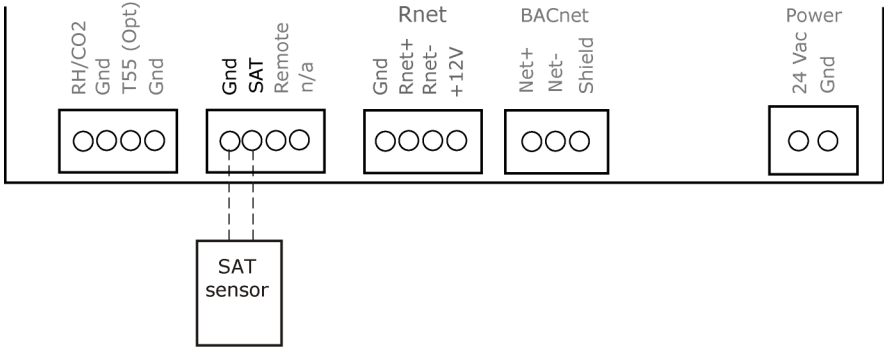 Rnet
BACnet
Power
RH/CO2
Gnd
T55 (Opt)
Gnd
Gnd
SAT
Remote
n/a
Gnd
Rnet+
Rnet-
+12V
Net+
Net-
Shield
24 Vac
Gnd
SAT
sensor